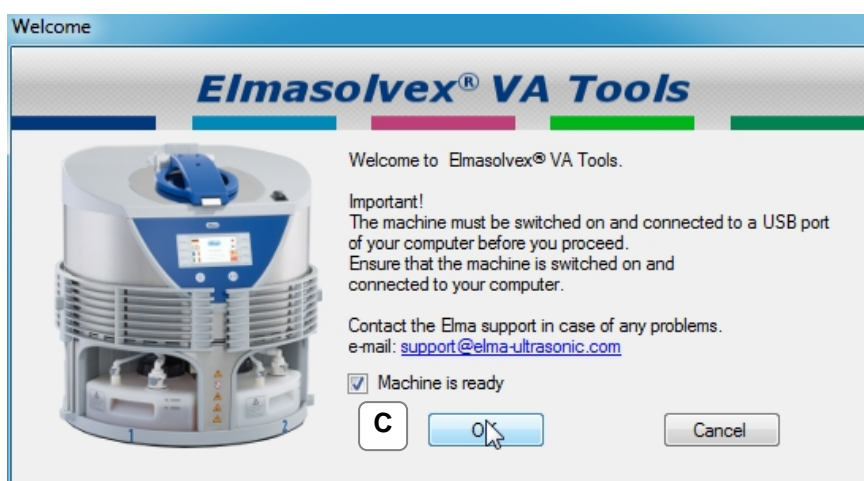 Welcome
Elmasolvex® VA Tools
Welcome to Elmasolvex® VA Tools.
Important!
The machine must be switched on and connected to a USB port
of your computer before you proceed.
Ensure that the machine is switched on and
connected to your computer.
Contact the Elma support in case of any problems.
e-mail: support@elma-ultrasonic.com
Machine is ready
C
Cancel
1
2